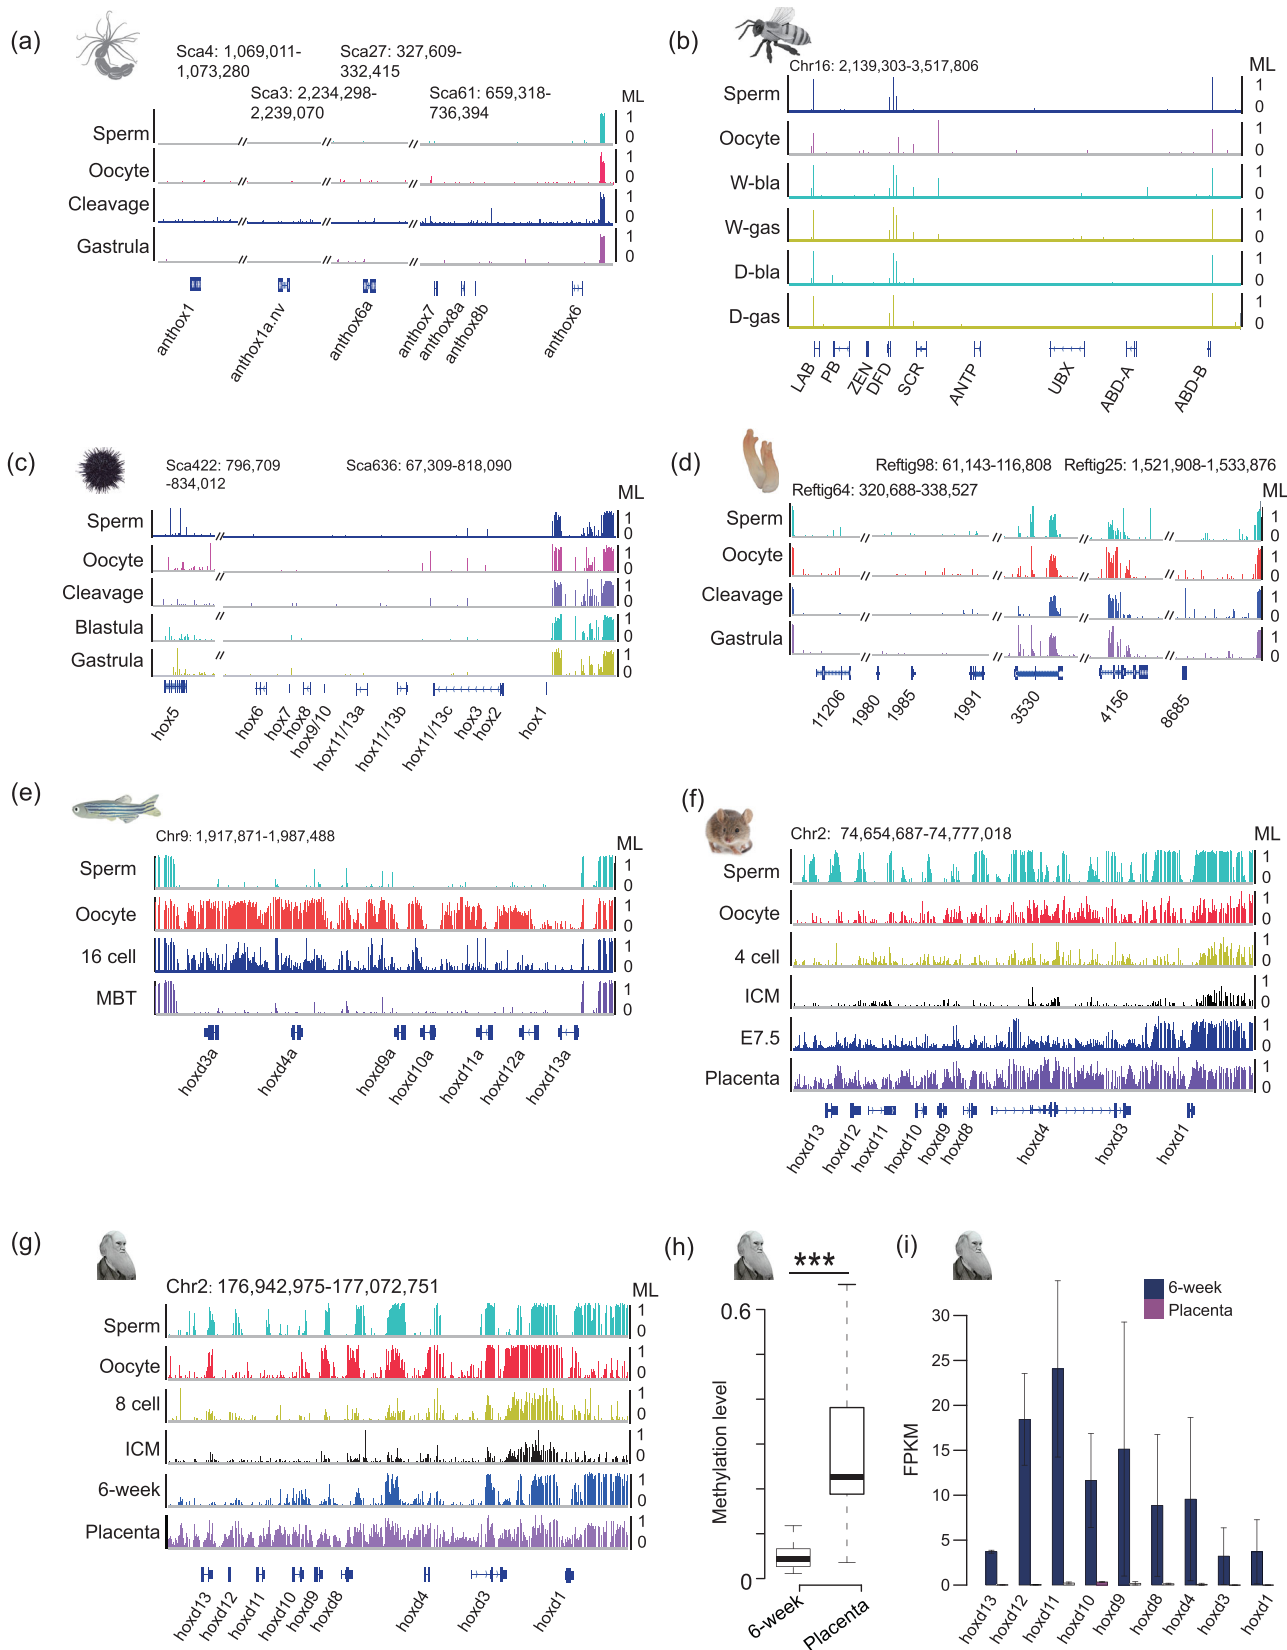 (a)
Sca4: 1,069,011-
1,073,280
Sca27: 327,609-
332,415
Sca3: 2,234,298-
2,239,070
Sca61: 659,318-
736,394
ML
Sperm
1
0
Oocyte
1
0
Cleavage
1
0
Gastrula
1
0
anthox1
anthox1a.nv
anthox6a
anthox7
anthox8a
anthox8b
anthox6
(b)
Chr16: 2,139,303-3,517,806
ML
Sperm
1
0
Oocyte
1
0
W-bla
1
0
W-gas
1
0
D-bla
1
0
D-gas
1
0
LAB
PB
ZEN
DFD
SCR
ANTP
UBX
ABD-A
ABD-B
(c)
Sca422: 796,709
-834,012
Sca636: 67,309-818,090
ML
Sperm
1
0
Oocyte
1
0
Cleavage
1
0
Blastula
1
0
Gastrula
1
0
hox5
hox6
hox7
hox8
hox9/10
hox11/13a
hox11/13b
hox11/13c
hox3
hox2
hox1
(d)
Reftig98: 61,143-116,808
Reftig25: 1,521,908-1,533,876
Reftig64: 320,688-338,527
ML
Sperm
1
0
Oocyte
1
0
Cleavage
1
0
Gastrula
1
0
11206
1980
1985
1991
3530
4156
8685
(e)
Chr9: 1,917,871-1,987,488
ML
Sperm
1
0
Oocyte
1
0
16 cell
1
0
MBT
1
0
hoxd3a
hoxd4a
hoxd9a
hoxd10a
hoxd11a
hoxd12a
hoxd13a
(f)
Chr2: 74,654,687-74,777,018
ML
Sperm
1
0
Oocyte
1
0
4 cell
1
0
ICM
1
0
E7.5
1
0
Placenta
1
0
hoxd13
hoxd12
hoxd11
hoxd10
hoxd9
hoxd8
hoxd4
hoxd3
hoxd1
(g)
Chr2: 176,942,975-177,072,751
ML
Sperm
1
0
Oocyte
1
0
8 cell
1
0
ICM
1
0
6-week
1
0
Placenta
1
0
hoxd13
hoxd12
hoxd11
hoxd10
hoxd9
hoxd8
hoxd4
hoxd3
hoxd1
(h)
***
Methylation level
0.6
0
6-week
Placenta
(i)
6-week
Placenta
FPKM
30
25
20
15
10
5
0
hoxd13
hoxd12
hoxd11
hoxd10
hoxd9
hoxd8
hoxd4
hoxd3
hoxd1